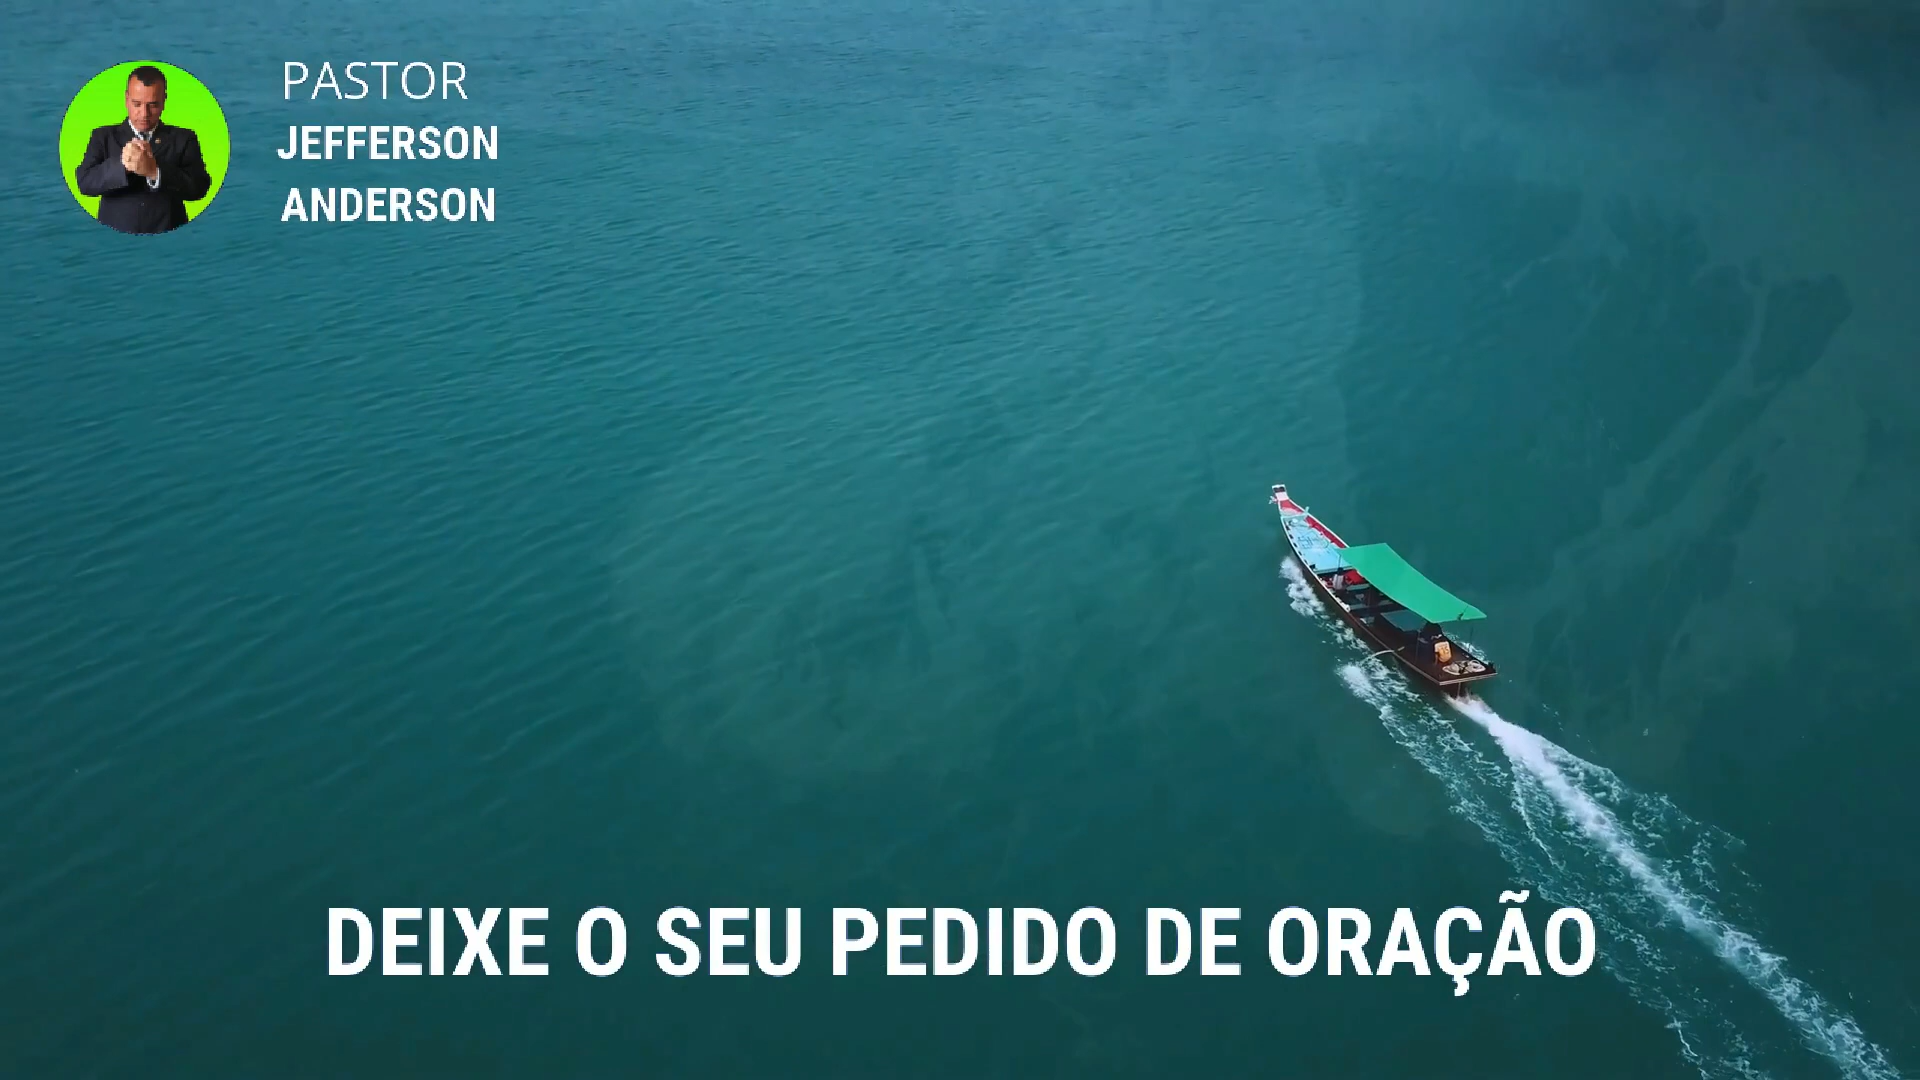 PASTOR
JEFFERSON
ANDERSON
DEIXE O SEU PEDIDO DE ORAÇÃO